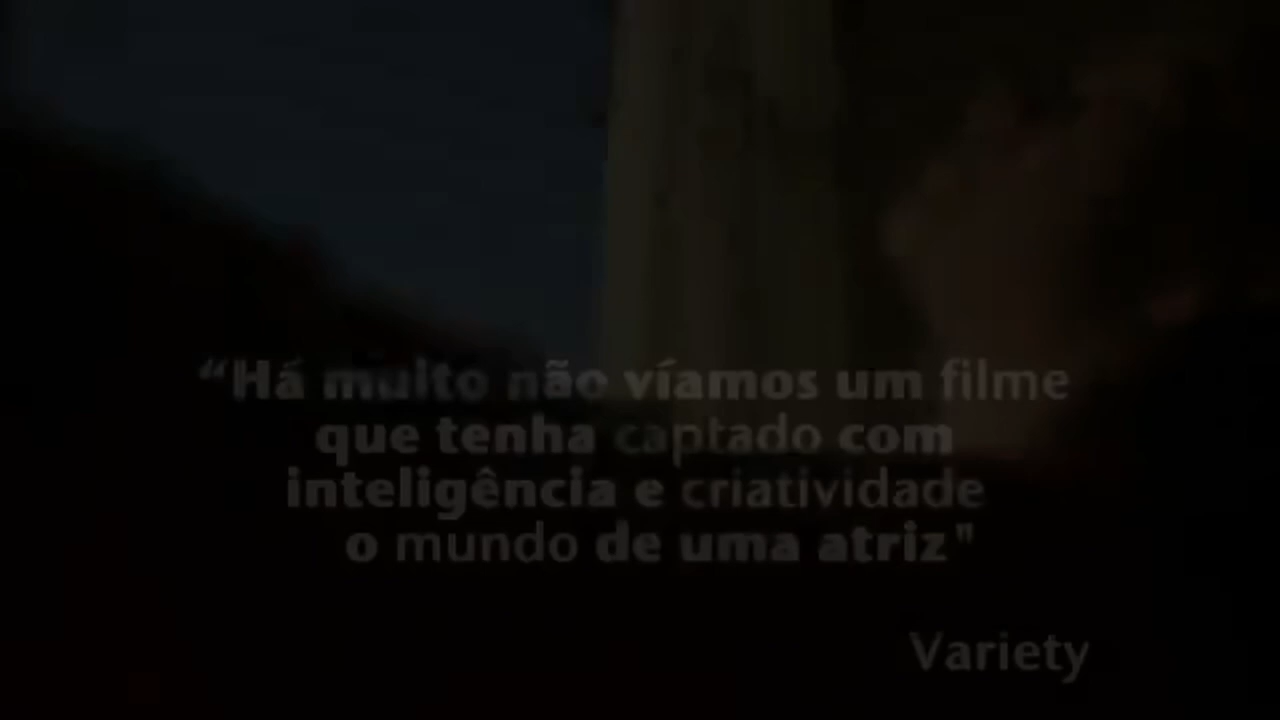 “Há muito não víamos um filme
que tenha captado com
inteligência e criatividade
o mundo de uma atriz"
Variety